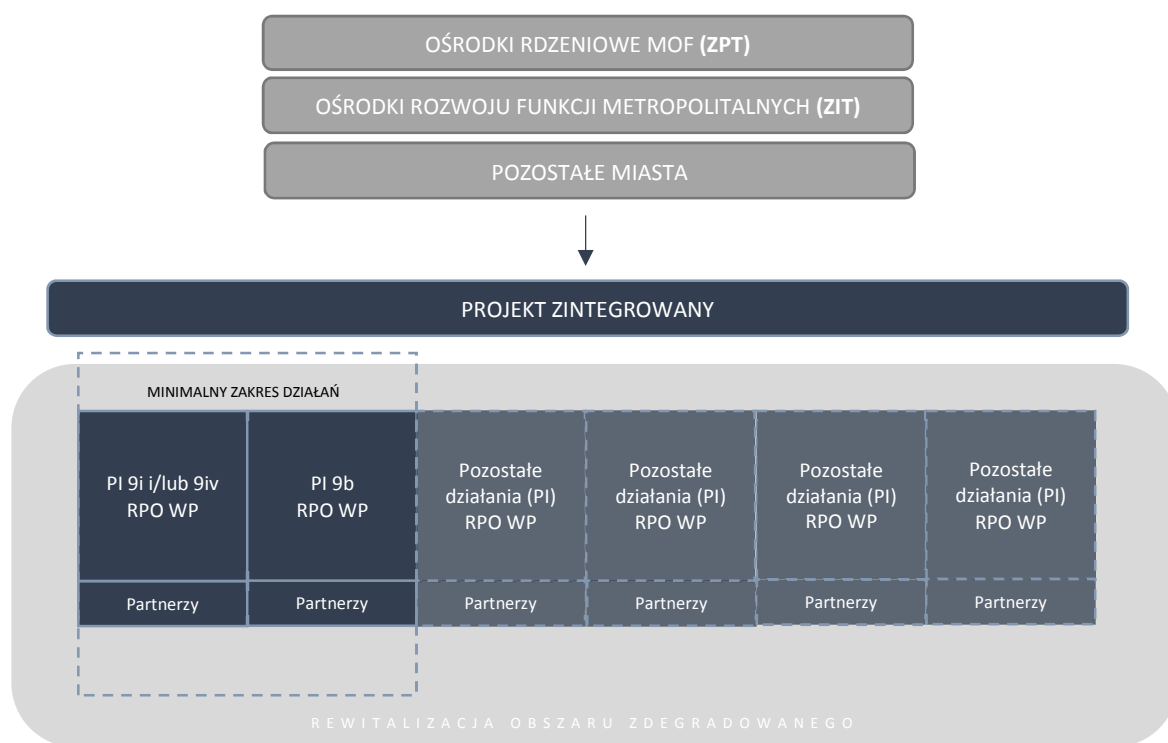 OŚRODKI RDZENIOWE MOF (ZPT)
OŚRODKI ROZWOJU FUNKCJI METROPOLITALNYCH (ZIT)
POZOSTAŁE MIASTA
PROJEKT ZINTEGROWANY
MINIMALNY ZAKRES DZIAŁAŃ
PI 9i i/lub 9iv
RPO WP
PI 9b
RPO WP
Pozostałe
działania (PI)
RPO WP
Pozostałe
działania (PI)
RPO WP
Pozostałe
działania (PI)
RPO WP
Pozostałe
działania (PI)
RPO WP
Partnerzy
Partnerzy
Partnerzy
Partnerzy
Partnerzy
Partnerzy
REWITALIZACJA OBSZARU ZDEGRADOWANEGO